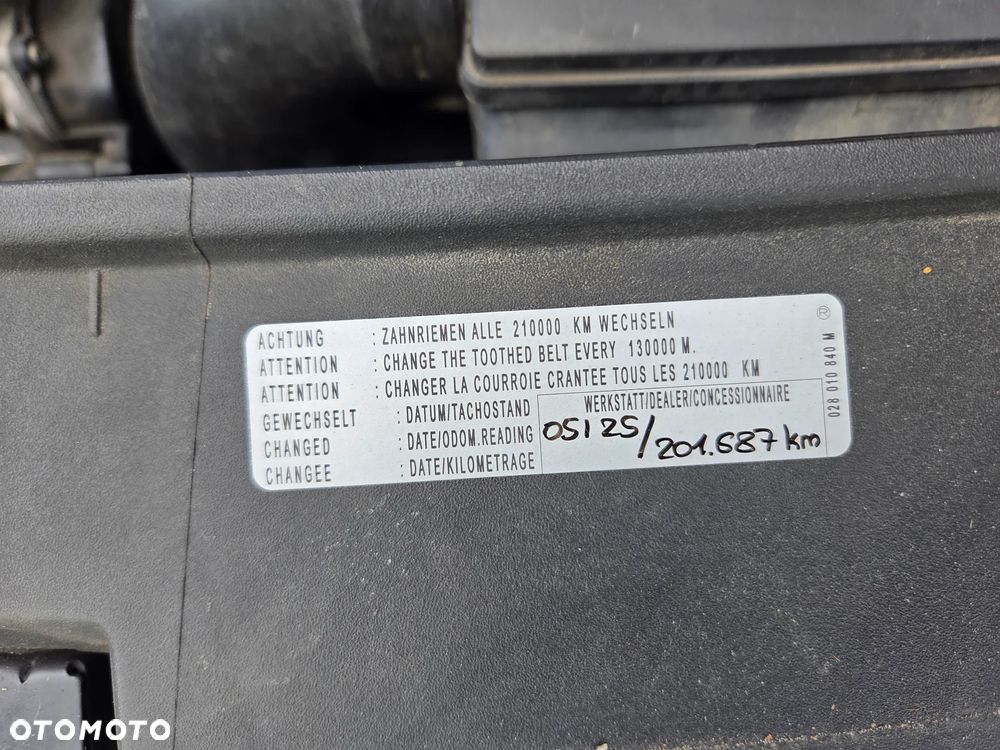 ACHTUNG : ZAHNRIEMEN ALLE 210000 KM WECHSELN
ATTENTION : CHANGE THE TOOTHED BELT EVERY 130000 M.
ATTENTION : CHANGER LA COURROIE CRANTEE TOUS LES 210000 KM
GEWECHSELT : DATUM/TACHOSTAND WERKSTATT/DEALER/CONCESSIONNAIRE
CHANGED : DATE/ODOM.READING 05/25/201.687 km
CHANGEE : DATE/KILOMETRAGE
028 010 840 M ®
OTOMOTO